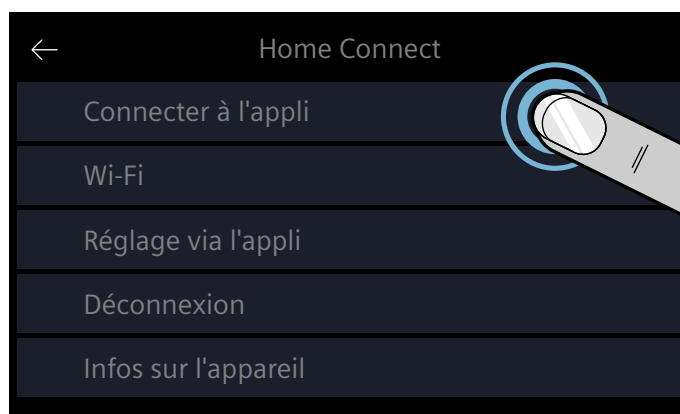 Home Connect
Connecter à l'appli
Wi-Fi
Réglage via l'appli
Déconnexion
Infos sur l'appareil